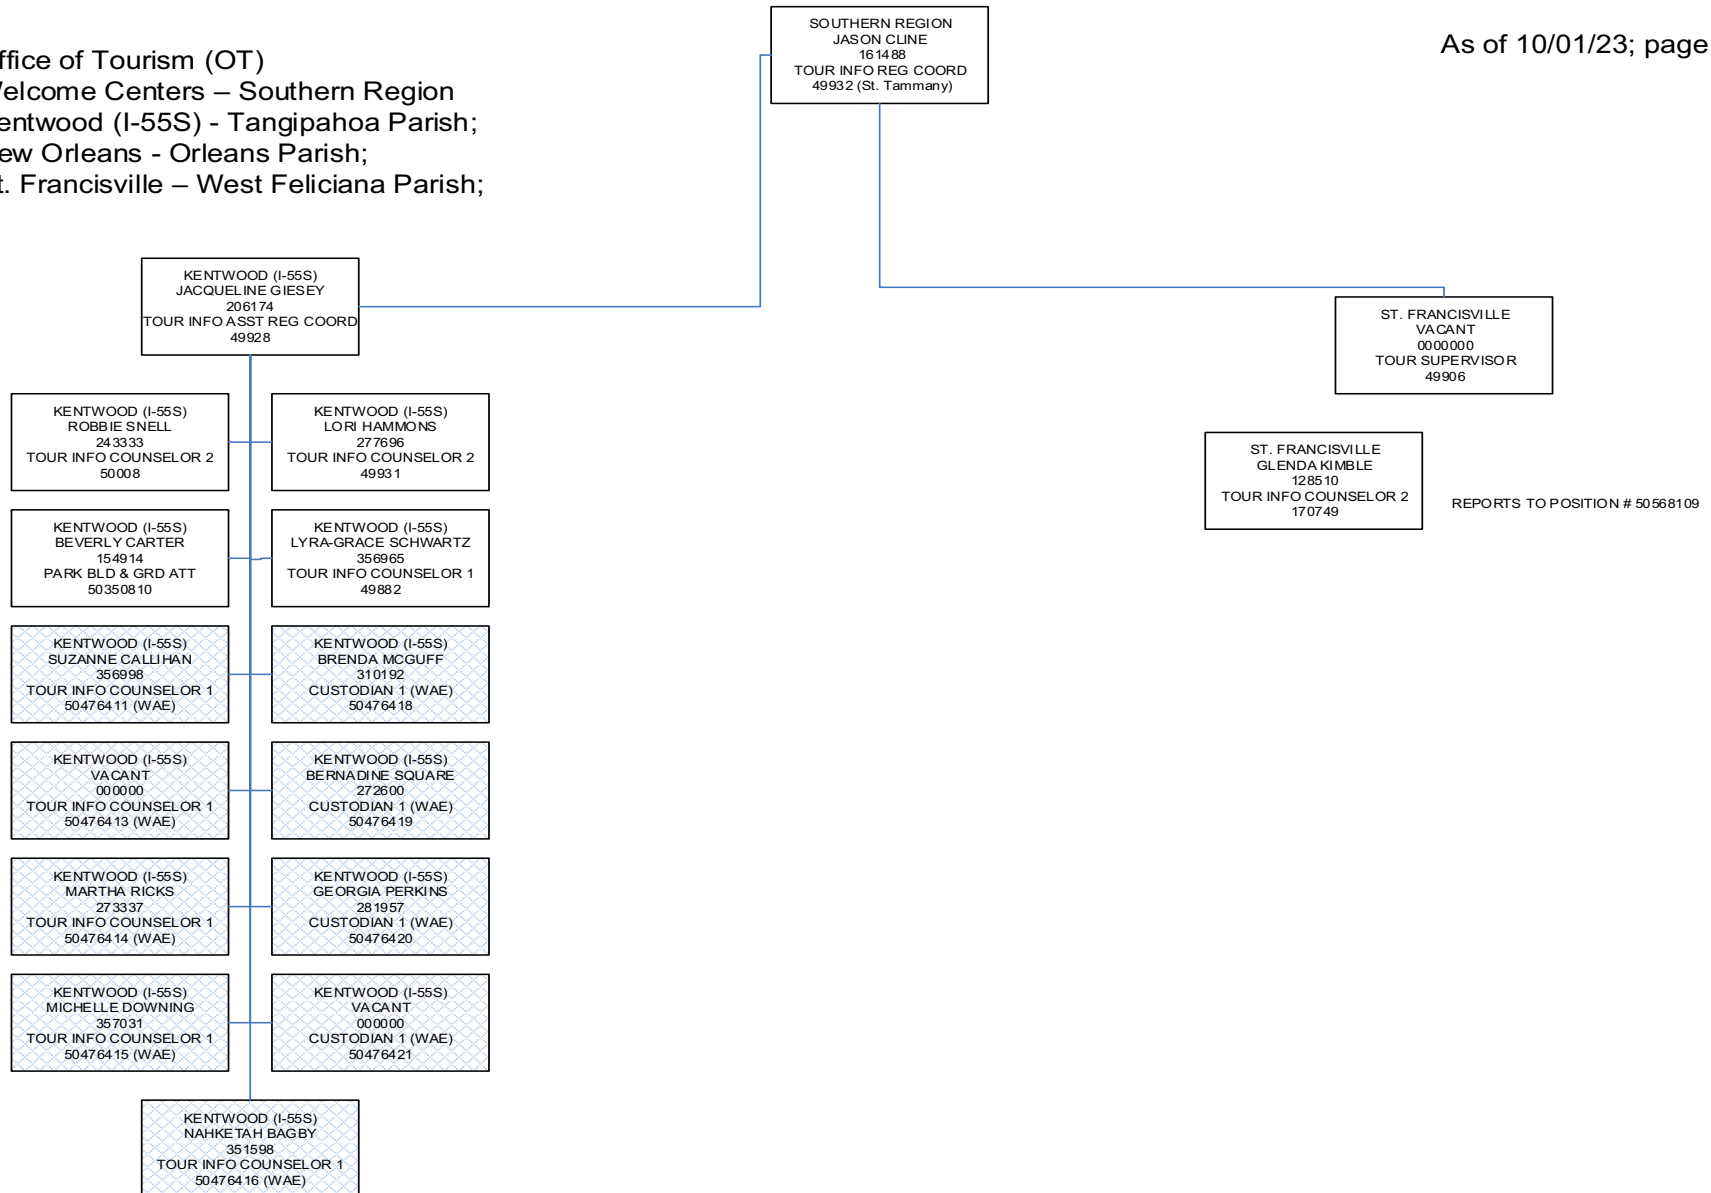 SOUTHERN REGION
JASON CLINE
161488
TOUR INFO REG COORD
49932 (St. Tammany)
As of 10/01/23; page
ffice of Tourism (OT)
elcome Centers – Southern Region
entwood (I-55S) - Tangipahoa Parish;
ew Orleans - Orleans Parish;
t. Francisville – West Feliciana Parish;
KENTWOOD (I-55S)
JACQUELINE GIESEY
206174
TOUR INFO ASST REG COORD
49928
ST. FRANCISVILLE
VACANT
0000000
TOUR SUPERVISOR
49906
KENTWOOD (I-55S)
ROBBIE SNELL
243333
TOUR INFO COUNSELOR 2
50008
KENTWOOD (I-55S)
LORI HAMMONS
277696
TOUR INFO COUNSELOR 2
49931
ST. FRANCISVILLE
GLENDA KIMBLE
128510
TOUR INFO COUNSELOR 2
170749
REPORTS TO POSITION # 50568109
KENTWOOD (I-55S)
BEVERLY CARTER
154914
PARK BLD & GRD ATT
50350810
KENTWOOD (I-55S)
LYRA-GRACE SCHWARTZ
356965
TOUR INFO COUNSELOR 1
49882
KENTWOOD (I-55S)
SUZANNE CALLIHAN
356998
TOUR INFO COUNSELOR 1
50476411 (WAE)
KENTWOOD (I-55S)
BRENDA MCGUFF
310192
CUSTODIAN 1 (WAE)
50476418
KENTWOOD (I-55S)
VACANT
000000
TOUR INFO COUNSELOR 1
50476413 (WAE)
KENTWOOD (I-55S)
BERNADINE SQUARE
272600
CUSTODIAN 1 (WAE)
50476419
KENTWOOD (I-55S)
MARTHA RICKS
273337
TOUR INFO COUNSELOR 1
50476414 (WAE)
KENTWOOD (I-55S)
GEORGIA PERKINS
281957
CUSTODIAN 1 (WAE)
50476420
KENTWOOD (I-55S)
MICHELLE DOWNING
357031
TOUR INFO COUNSELOR 1
50476415 (WAE)
KENTWOOD (I-55S)
VACANT
000000
CUSTODIAN 1 (WAE)
50476421
KENTWOOD (I-55S)
NAHKETAH BAGBY
351598
TOUR INFO COUNSELOR 1
50476416 (WAE)